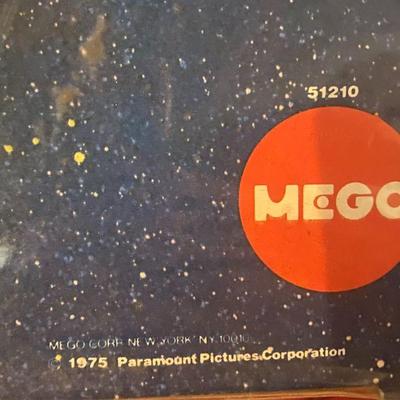 51210
MEGO
MEGO CORP. NEW YORK, N.Y. 10010
© 1975 Paramount Pictures Corporation